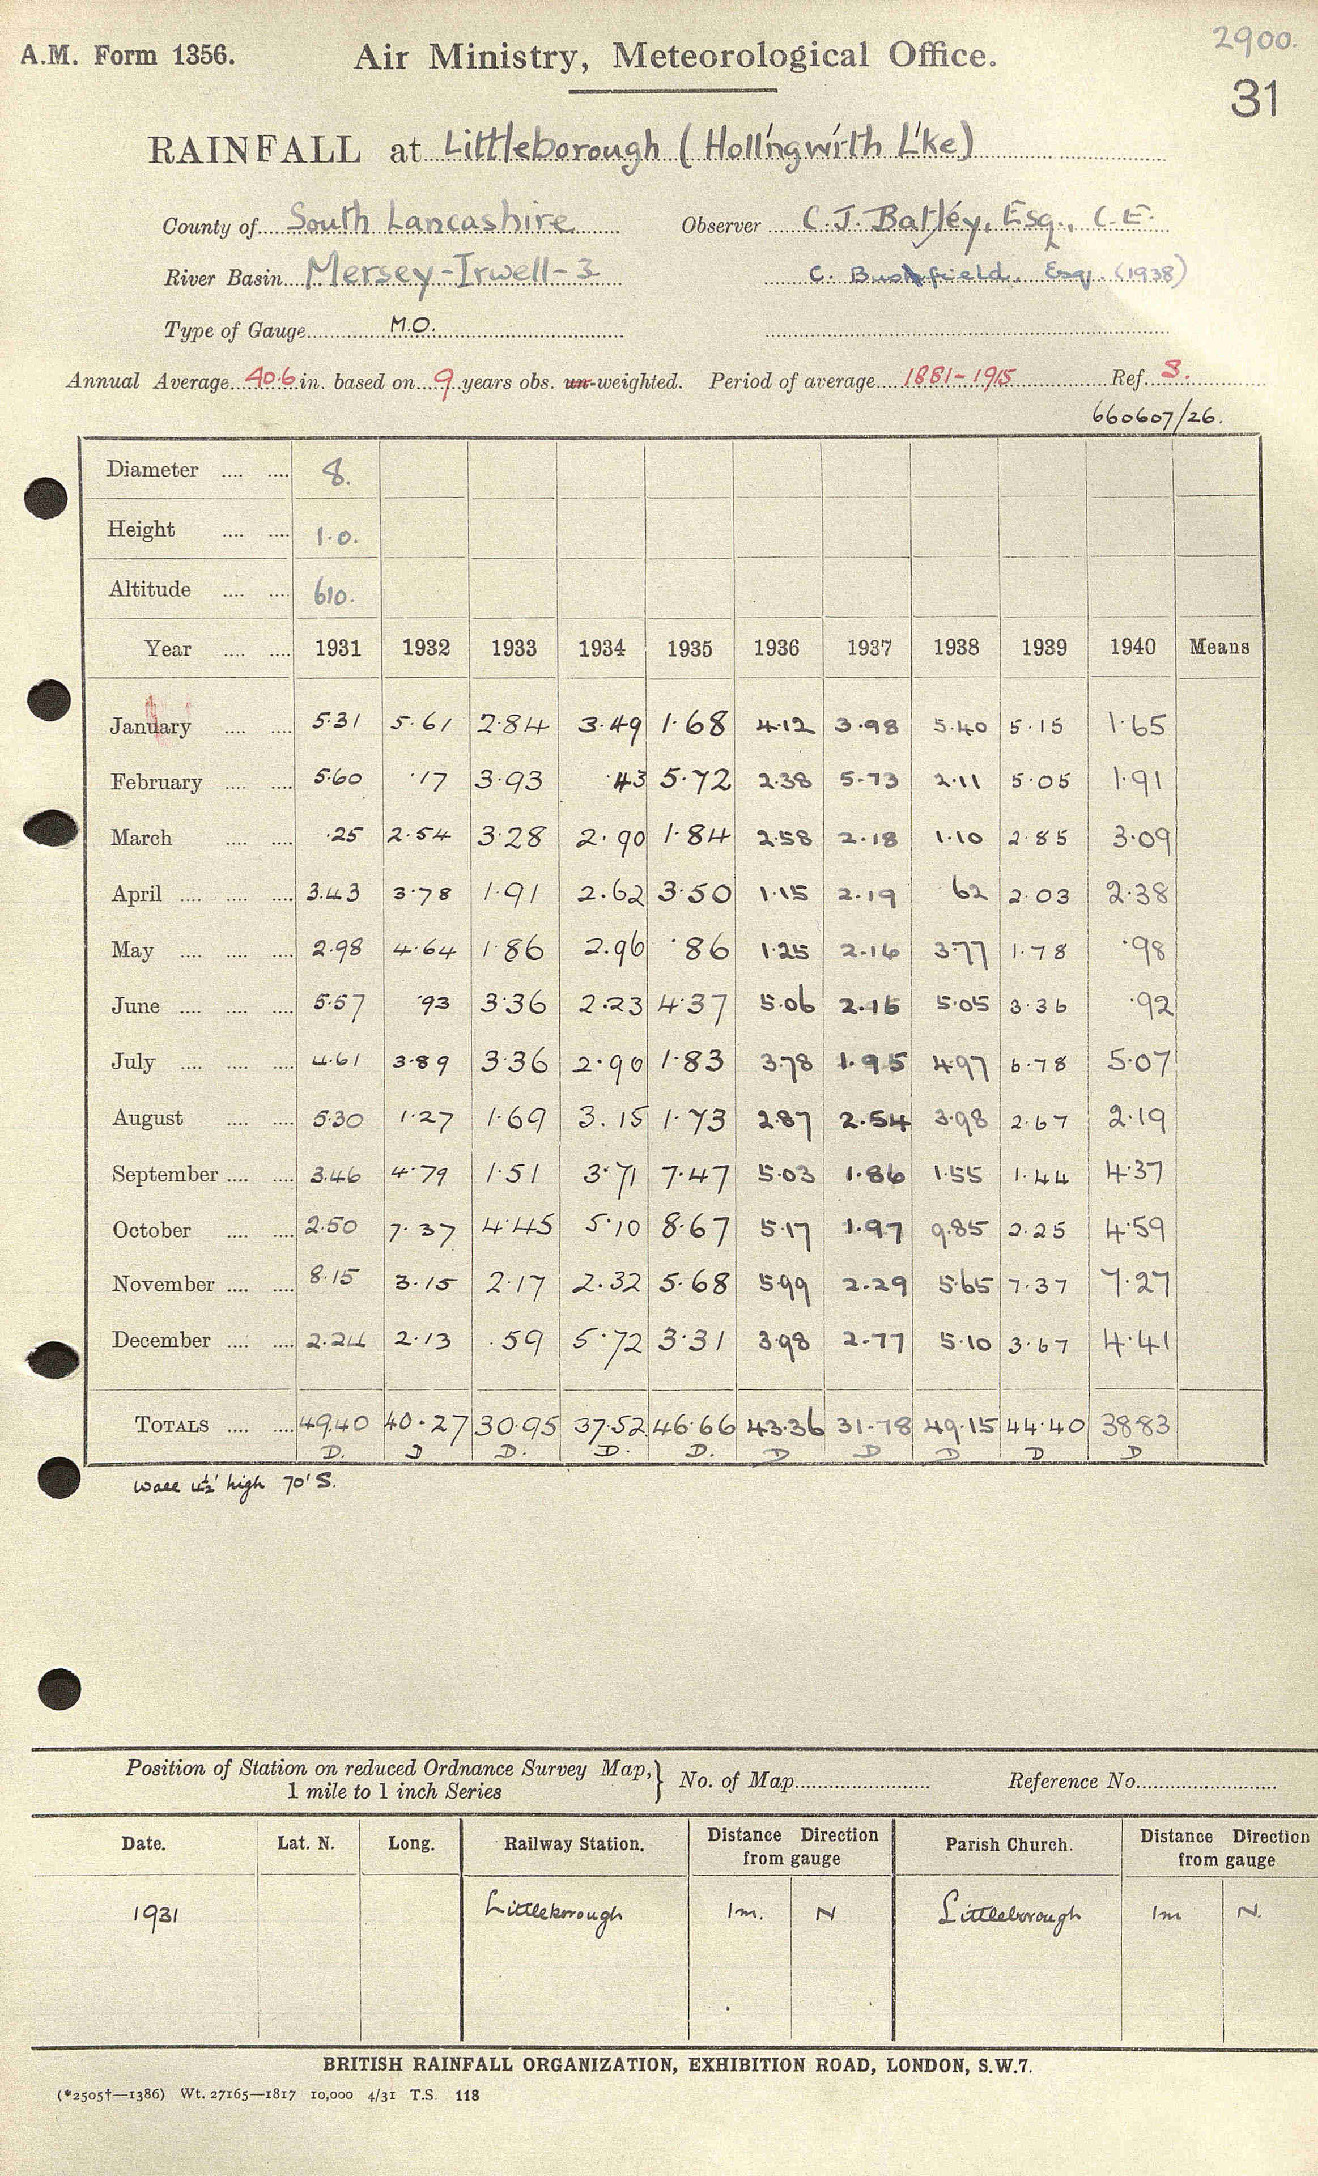 2900.
A.M. Form 1356. Air Ministry, Meteorological Office.
31
RAINFALL at Littleborough (Hollingwirth L'ke)
County of South Lancashire Observer C. J. Batley, Esq., C.E.
River Basin Mersey-Irwell-3 C. Bushfield, Esq. (1938)
Type of Gauge M.O.
Annual Average 40.6 in. based on 9 years obs. un-weighted. Period of average 1881-1915 Ref. S.
660607/26.
Diameter .... .... 8.
Height .... .... 1.0.
Altitude .... .... 610.
Year .... .... 1931 1932 1933 1934 1935 1936 1937 1938 1939 1940 Means
January .... .... 5.31 5.61 2.84 3.49 1.68 4.12 3.98 5.40 5.15 1.65
February .... .... 5.60 .17 3.93 .43 5.72 2.38 5.73 2.11 5.05 1.91
March .... .... .25 2.54 3.28 2.90 1.84 2.58 2.18 1.10 2.85 3.09
April .... .... .... 3.43 3.78 1.91 2.62 3.50 1.15 2.19 62 2.03 2.38
May .... .... .... 2.98 4.64 1.86 2.96 .86 1.25 2.16 3.77 1.78 .98
June .... .... .... 5.57 .93 3.36 2.23 4.37 5.06 2.16 5.05 3.36 .92
July .... .... .... 4.61 3.89 3.36 2.90 1.83 3.78 1.95 4.97 6.78 5.07
August .... .... 5.30 1.27 1.69 3.15 1.73 2.87 2.54 3.98 2.67 2.19
September .... .... 3.46 4.79 1.51 3.71 7.47 5.03 1.86 1.55 1.44 4.37
October .... .... 2.50 7.37 4.45 5.10 8.67 5.17 1.97 9.85 2.25 4.59
November .... .... 8.15 3.15 2.17 2.32 5.68 5.99 2.29 5.65 7.37 7.27
December .... .... 2.24 2.13 .59 5.72 3.31 3.98 2.77 5.10 3.67 4.41
TOTALS .... .... 49.40 40.27 30.95 37.52 46.66 43.36 31.78 49.15 44.40 38.83
D. D D. D. D. D D D D D
Wall 4½' high 70' S.
Position of Station on reduced Ordnance Survey Map,} No. of Map Reference No.
1 mile to 1 inch Series
Date. Lat. N. Long. Railway Station. Distance Direction from gauge Parish Church. Distance Direction from gauge
1931 Littleborough 1m. N Littleborough 1m N.
BRITISH RAINFALL ORGANIZATION, EXHIBITION ROAD, LONDON, S.W.7.
(*2505†—1386) Wt. 27165—1817 10,000 4/31 T.S. 118